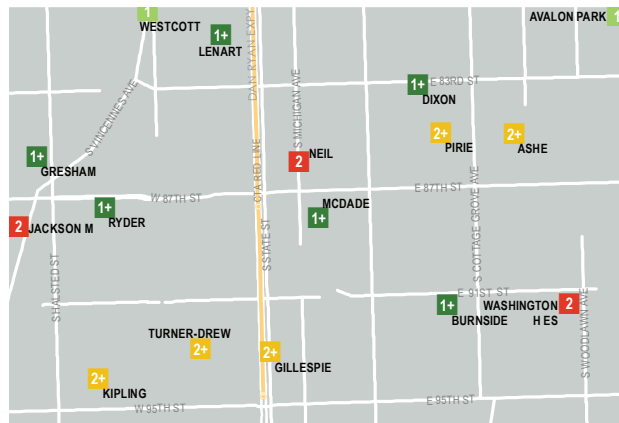 1
WESTCOTT
1+
LENART
DAN RYAN EXPY
AVALON PARK
1
S VINCENNES AVE
S MICHIGAN AVE
E 83RD ST
1+
DIXON
2+
PIRIE
2+
ASHE
1+
GRESHAM
2
NEIL
CTA RED LINE
W 87TH ST
E 87TH ST
S COTTAGE GROVE AVE
1+
RYDER
MCDADE
1+
2
JACKSON M
S HALSTED ST
S STATE ST
E 91ST ST
1+
BURNSIDE
WASHINGTON
H ES
2
S WOODLAWN AVE
TURNER-DREW
2+
2+
GILLESPIE
2+
KIPLING
W 95TH ST
E 95TH ST